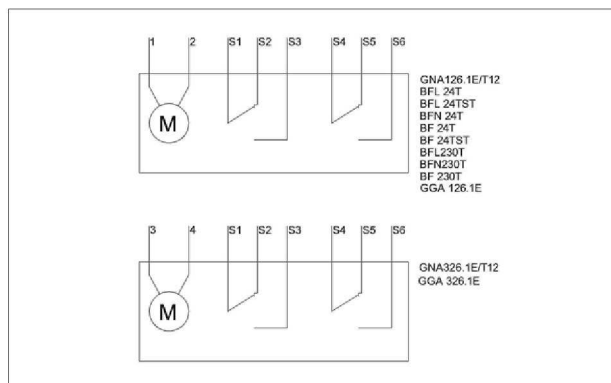 1 2 S1 S2 S3 S4 S5 S6
GNA126.1E/T12
BFL 24T
BFL 24TST
BFN 24T
BF 24T
BF 24TST
BFL230T
BFN230T
BF 230T
GGA 126.1E
M
3 4 S1 S2 S3 S4 S5 S6
GNA326.1E/T12
GGA 326.1E
M